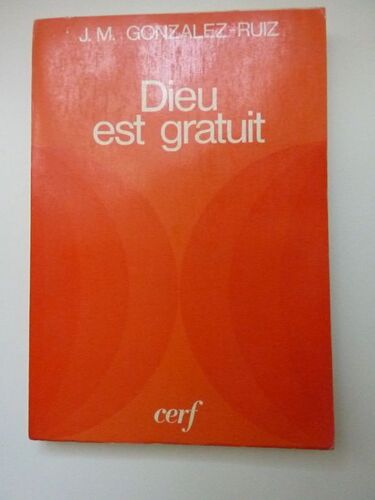 J. M. GONZALEZ-RUIZ
Dieu
est gratuit
cerf